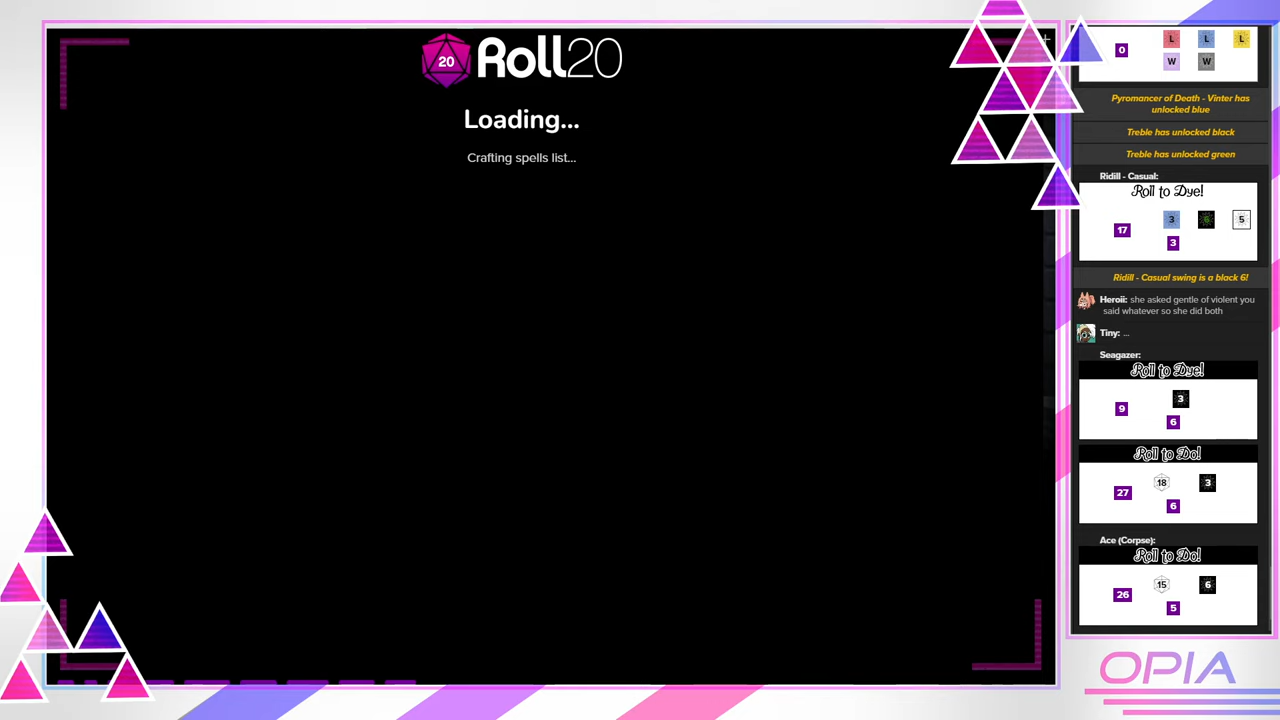 20
Roll20
Loading...
Crafting spells list...
0
L
L
L
W
W
Pyromancer of Death - Vinter has
unlocked blue
Treble has unlocked black
Treble has unlocked green
Ridill - Casual:
Roll to Dye!
17
3
6
5
3
Ridill - Casual swing is a black 6!
Heroii: she asked gentle of violent you
said whatever so she did both
Tiny: ...
Seagazer:
Roll to Dye!
9
3
6
Roll to Do!
27
18
3
6
Ace (Corpse):
Roll to Do!
26
15
6
5
OPIA